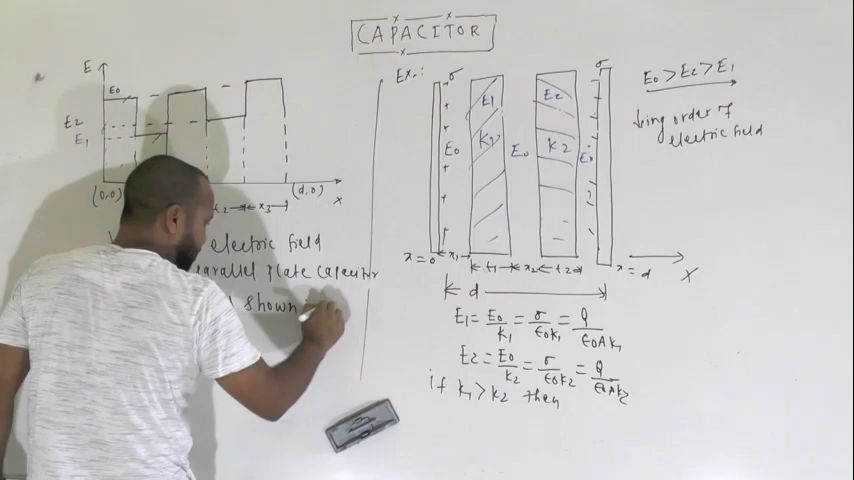 CAPACITOR
E
E0
E2
E1
(0,0)
(d,0)
x
t2 x3
electric field
parallel plate capacitor
shown
Ex.:
σ
σ
E0 E1 K1 E0 E2 K2 E0
x=0 x1 t1 x2 t2 x=d X
d
E1 = E0/K1 = σ/ε0K1 = Q/ε0AK1
E2 = E0/K2 = σ/ε0K2 = Q/ε0AK2
if K1 > K2 then
E0 > E2 > E1
order of
electric field